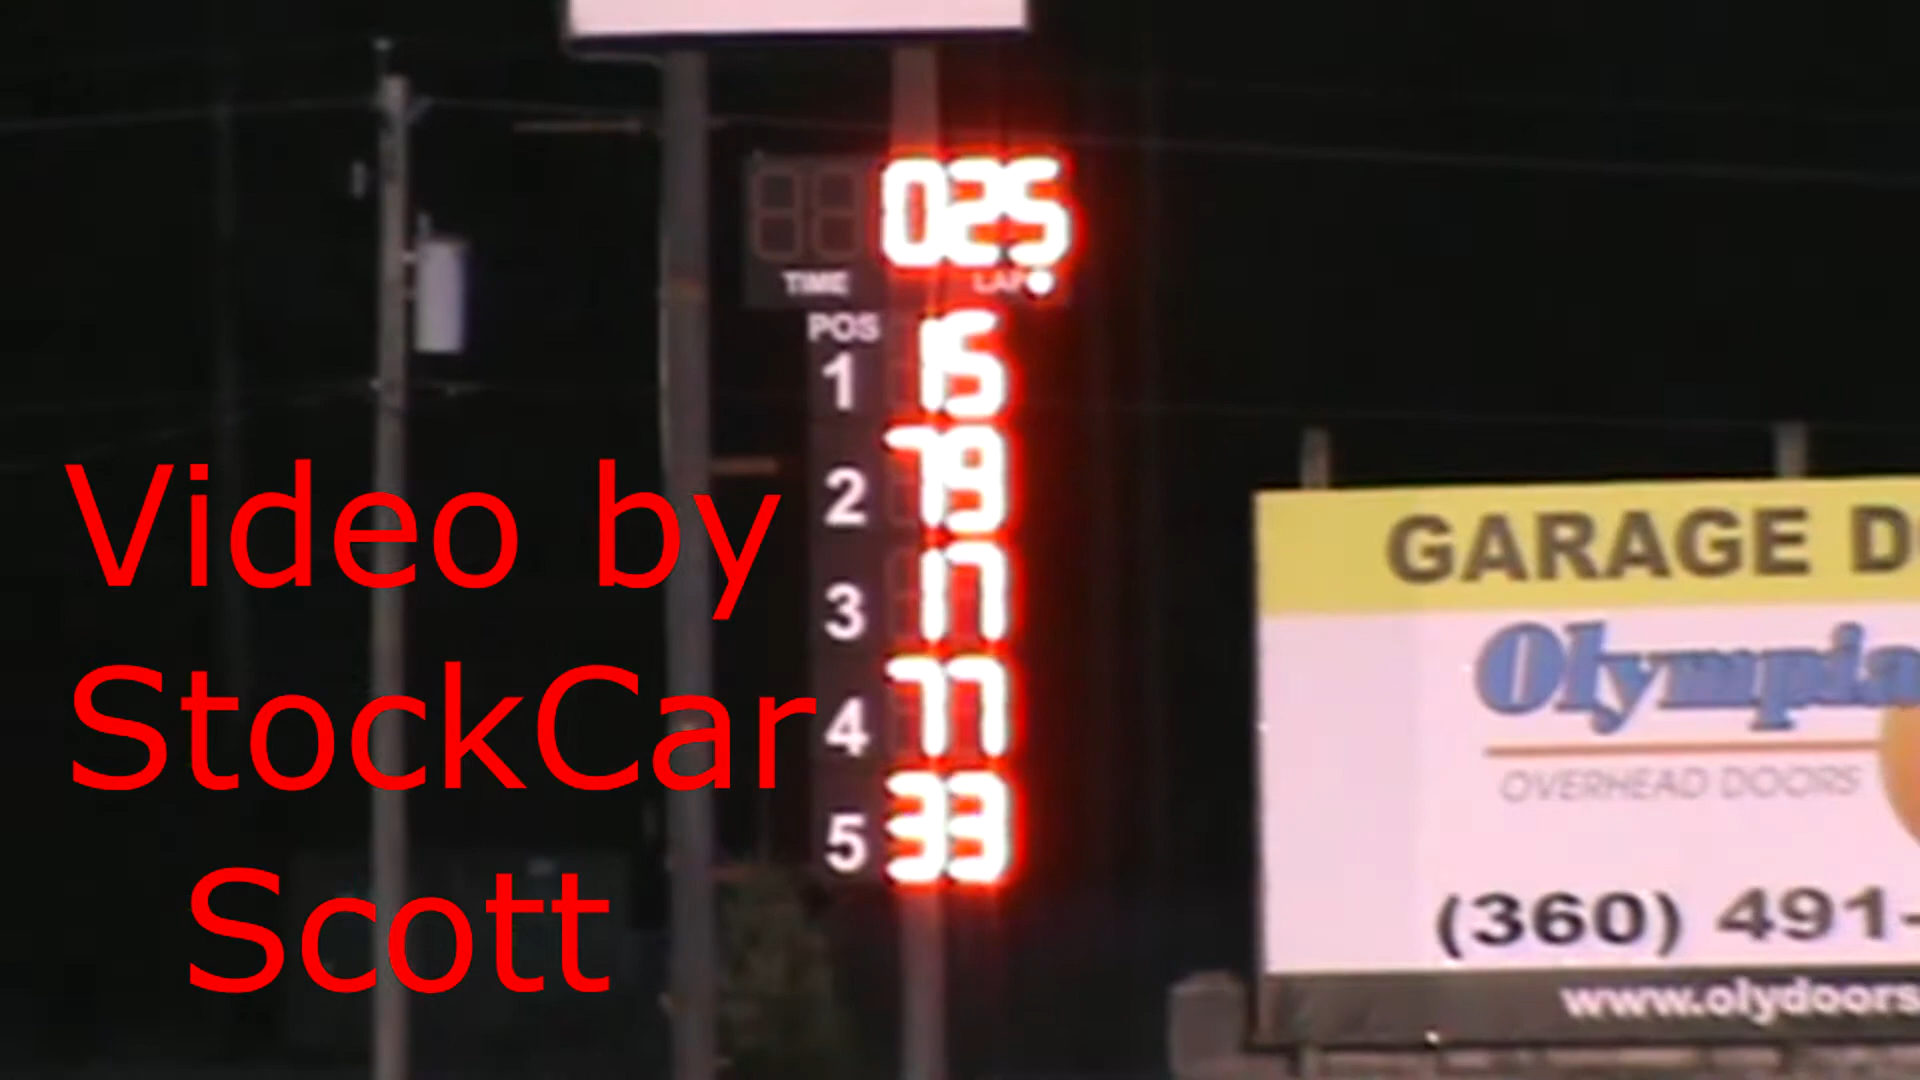 025
TIME LAP
POS
1 15
2 79
3 17
4 77
5 33
Video by
StockCar
Scott
GARAGE
Olympia
OVERHEAD DOORS
(360) 491-
www.olydoors